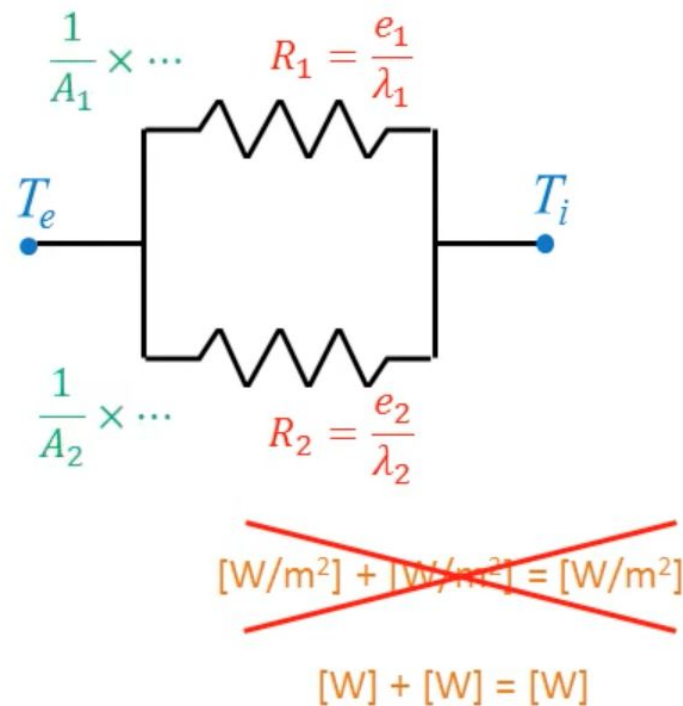 1/A₁ × ⋯
R₁ = e₁/λ₁
Tₑ
Tᵢ
1/A₂ × ⋯
R₂ = e₂/λ₂
[W/m²] + [W/m²] = [W/m²]
[W] + [W] = [W]